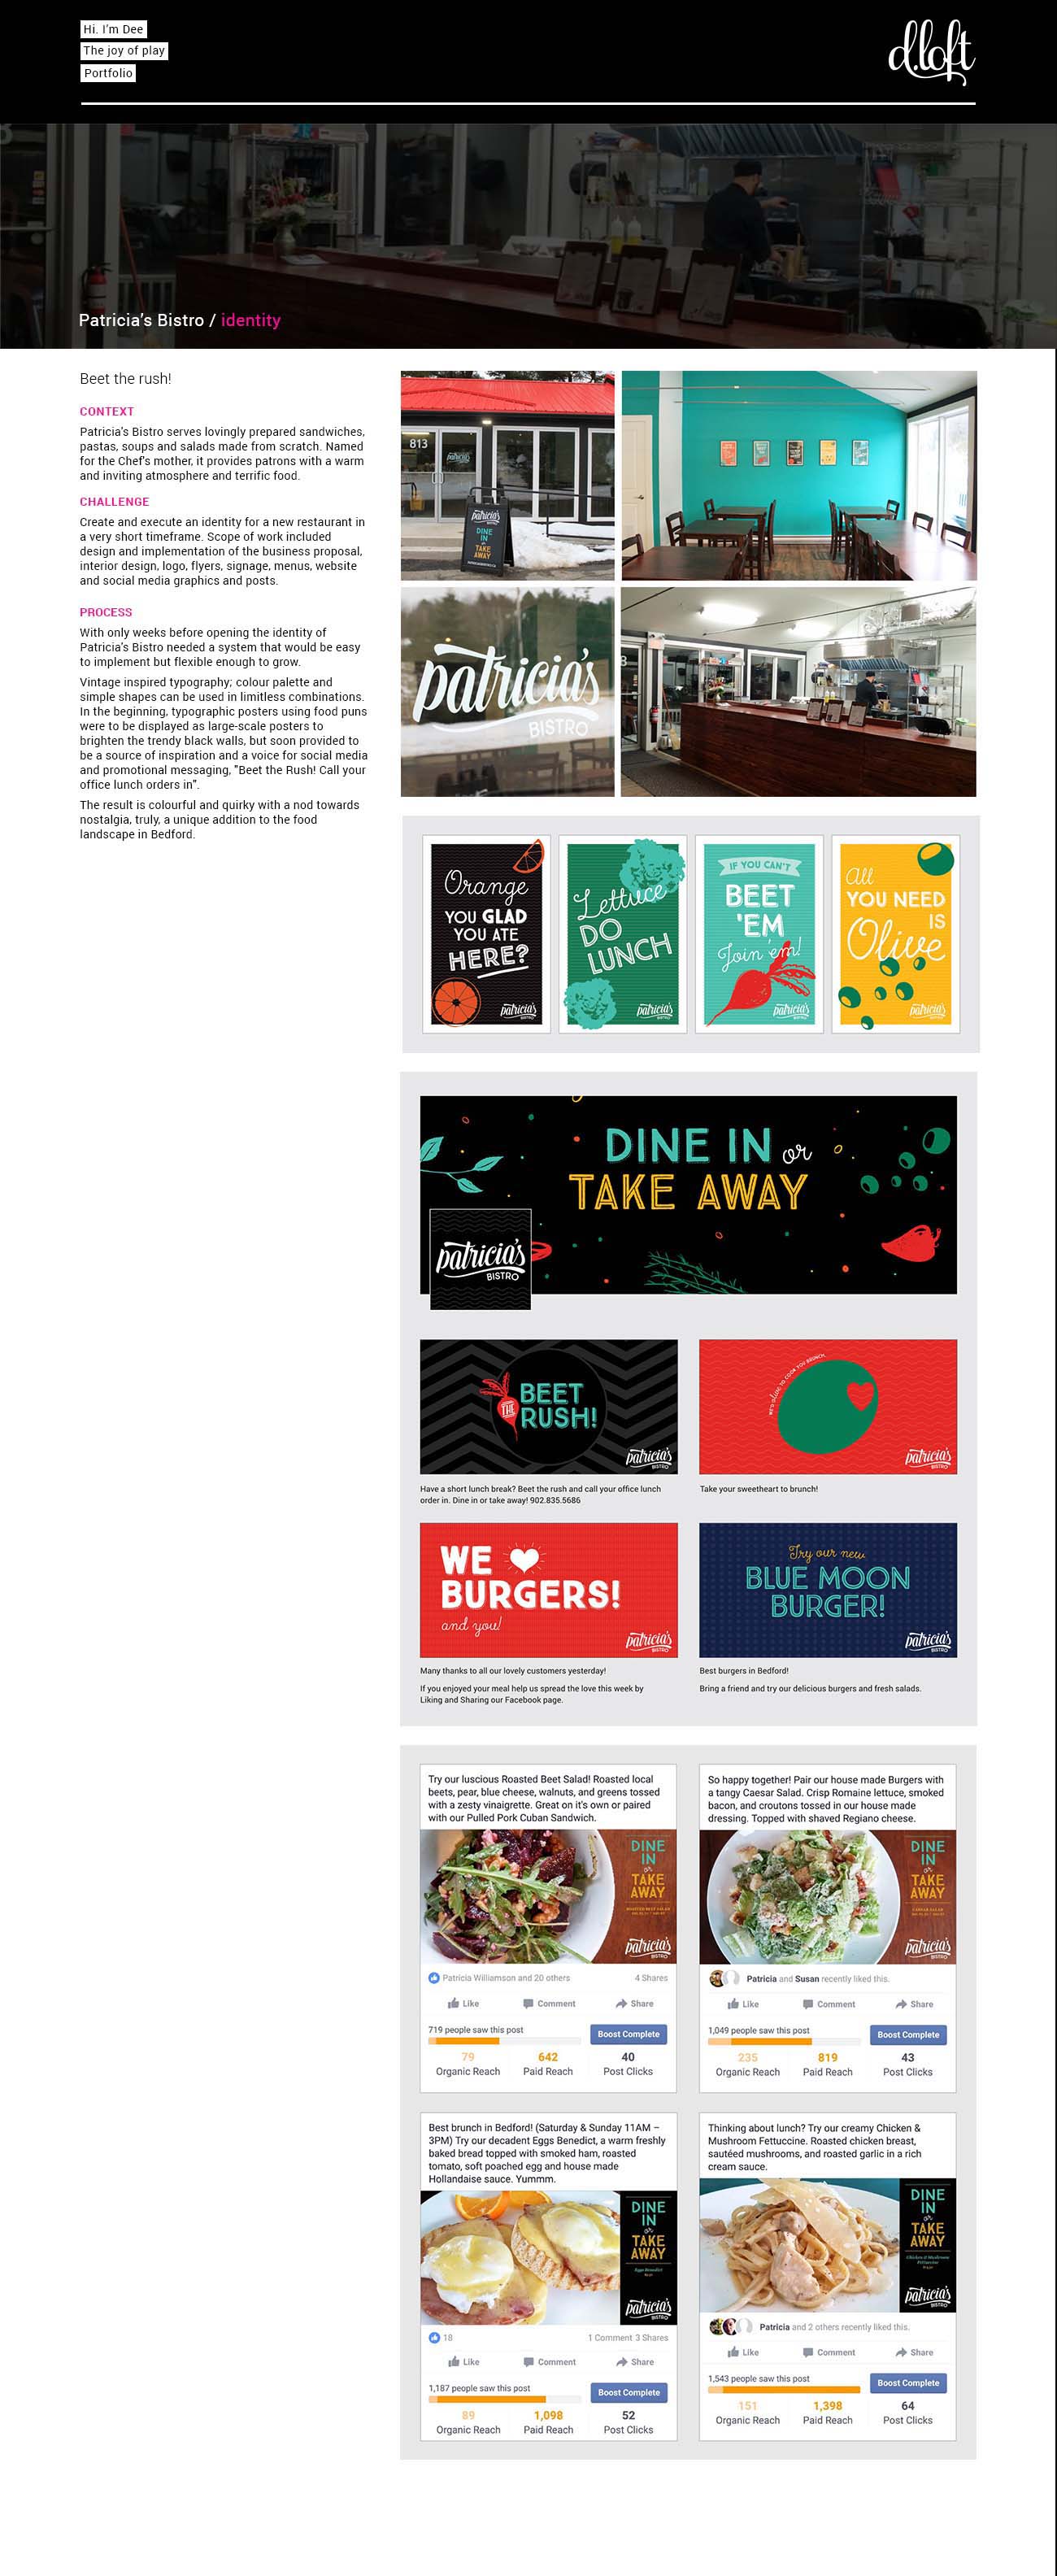 Hi. I'm Dee
The joy of play
Portfolio
d.loft
Patricia's Bistro / identity
Beet the rush!
CONTEXT
Patricia's Bistro serves lovingly prepared sandwiches,
pastas, soups and salads made from scratch. Named
for the Chef's mother, it provides patrons with a warm
and inviting atmosphere and terrific food.
CHALLENGE
Create and execute an identity for a new restaurant in
a very short timeframe. Scope of work included
design and implementation of the business proposal,
interior design, logo, flyers, signage, menus, website
and social media graphics and posts.
PROCESS
With only weeks before opening the identity of
Patricia's Bistro needed a system that would be easy
to implement but flexible enough to grow.
Vintage inspired typography; colour palette and
simple shapes can be used in limitless combinations.
In the beginning, typographic posters using food puns
were to be displayed as large-scale posters to
brighten the trendy black walls, but soon provided to
be a source of inspiration and a voice for social media
and promotional messaging, "Beet the Rush! Call your
office lunch orders in".
The result is colourful and quirky with a nod towards
nostalgia, truly, a unique addition to the food
landscape in Bedford.
813
patricia's
patricia's
BISTRO
DINE
IN
or
TAKE
AWAY
patricia's
BISTRO
Orange
YOU GLAD
YOU ATE
HERE?
patricia's
BISTRO
Lettuce
DO
LUNCH
patricia's
BISTRO
IF YOU CAN'T
BEET
'EM
Join 'em!
patricia's
BISTRO
All
YOU NEED
IS
Olive
patricia's
BISTRO
DINE IN or
TAKE AWAY
patricia's
BISTRO
BEET
THE
RUSH!
patricia's
BISTRO
Have a short lunch break? Beet the rush and call your office lunch
order in. Dine in or take away! 902.835.5686
patricia's
BISTRO
Take your sweetheart to brunch!
WE
BURGERS!
and you!
patricia's
BISTRO
Many thanks to all our lovely customers yesterday!
If you enjoyed your meal help us spread the love this week by
Liking and Sharing our Facebook page.
Try our new
BLUE MOON
BURGER!
patricia's
BISTRO
Best burgers in Bedford!
Bring a friend and try our delicious burgers and fresh salads.
Try our luscious Roasted Beet Salad! Roasted local
beets, pear, blue cheese, walnuts, and greens tossed
with a zesty vinaigrette. Great on it's own or paired
with our Pulled Pork Cuban Sandwich.
DINE
IN
or
TAKE
AWAY
ROASTED BEET SALAD
patricia's
BISTRO
Patricia Williamson and 20 others 4 Shares
Like Comment Share
719 people saw this post
Boost Complete
79 642 40
Organic Reach Paid Reach Post Clicks
So happy together! Pair our house made Burgers with
a tangy Caesar Salad. Crisp Romaine lettuce, smoked
bacon, and croutons tossed in our house made
dressing. Topped with shaved Regiano cheese.
DINE
IN
or
TAKE
AWAY
CAESAR SALAD
patricia's
BISTRO
Patricia and Susan recently liked this.
Like Comment Share
1,049 people saw this post
Boost Complete
235 819 43
Organic Reach Paid Reach Post Clicks
Best brunch in Bedford! (Saturday & Sunday 11AM –
3PM) Try our decadent Eggs Benedict, a warm freshly
baked bread topped with smoked ham, roasted
tomato, soft poached egg and house made
Hollandaise sauce. Yummm.
DINE
IN
or
TAKE
AWAY
Eggs Benedict
patricia's
BISTRO
18 1 Comment 3 Shares
Like Comment Share
1,187 people saw this post
Boost Complete
89 1,098 52
Organic Reach Paid Reach Post Clicks
Thinking about lunch? Try our creamy Chicken &
Mushroom Fettuccine. Roasted chicken breast,
sautéed mushrooms, and roasted garlic in a rich
cream sauce.
DINE
IN
or
TAKE
AWAY
Chicken & Mushroom
Fettuccine
patricia's
BISTRO
Patricia and 2 others recently liked this.
Like Comment Share
1,543 people saw this post
Boost Complete
151 1,398 64
Organic Reach Paid Reach Post Clicks